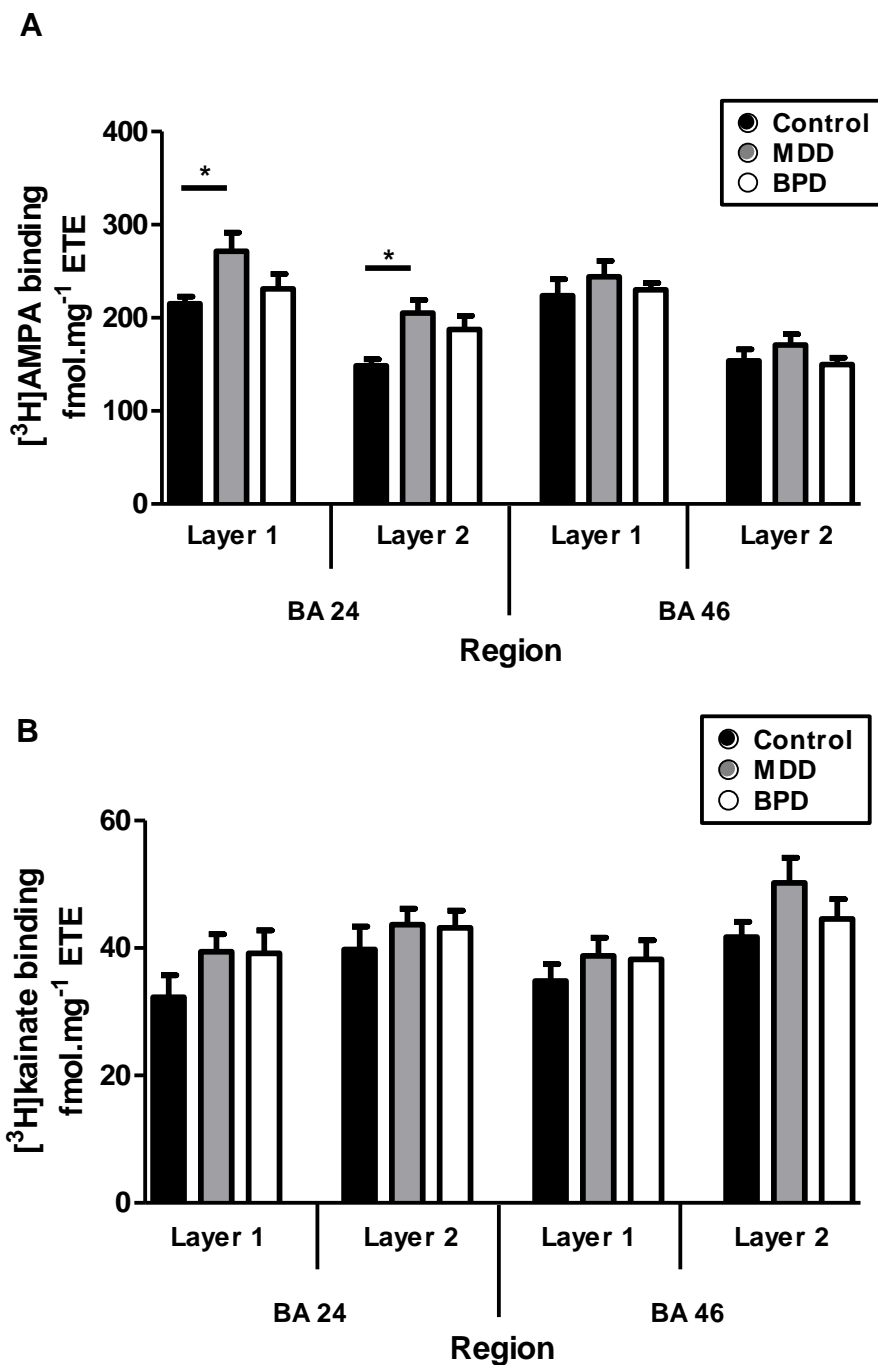 A
Control
MDD
BPD
[³H]AMPA binding
fmol.mg⁻¹ ETE
400
300
200
100
0
*
*
Layer 1
Layer 2
Layer 1
Layer 2
BA 24
BA 46
Region
B
Control
MDD
BPD
[³H]kainate binding
fmol.mg⁻¹ ETE
60
40
20
0
Layer 1
Layer 2
Layer 1
Layer 2
BA 24
BA 46
Region